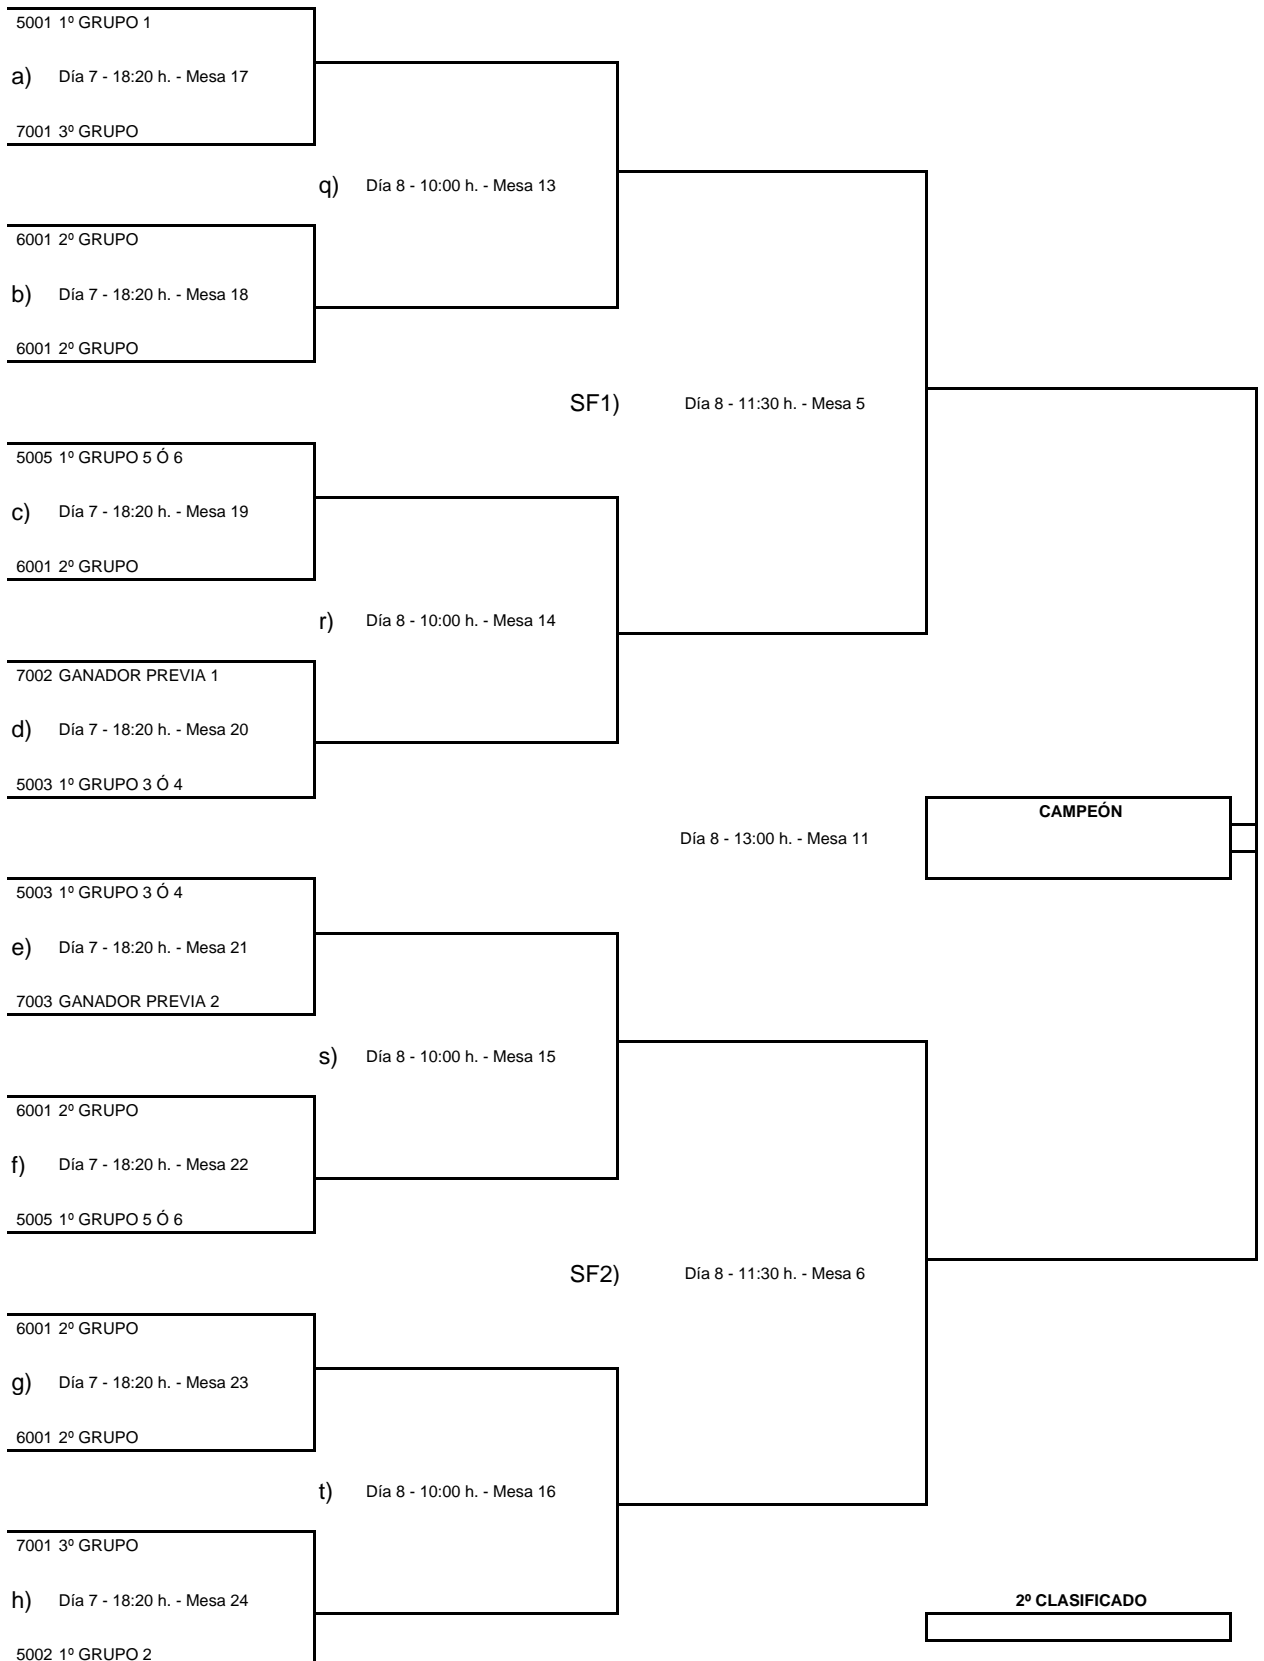 5001 1º GRUPO 1
a) Día 7 - 18:20 h. - Mesa 17
7001 3º GRUPO
q) Día 8 - 10:00 h. - Mesa 13
6001 2º GRUPO
b) Día 7 - 18:20 h. - Mesa 18
6001 2º GRUPO
SF1) Día 8 - 11:30 h. - Mesa 5
5005 1º GRUPO 5 Ó 6
c) Día 7 - 18:20 h. - Mesa 19
6001 2º GRUPO
r) Día 8 - 10:00 h. - Mesa 14
7002 GANADOR PREVIA 1
d) Día 7 - 18:20 h. - Mesa 20
5003 1º GRUPO 3 Ó 4
CAMPEÓN
Día 8 - 13:00 h. - Mesa 11
5003 1º GRUPO 3 Ó 4
e) Día 7 - 18:20 h. - Mesa 21
7003 GANADOR PREVIA 2
s) Día 8 - 10:00 h. - Mesa 15
6001 2º GRUPO
f) Día 7 - 18:20 h. - Mesa 22
5005 1º GRUPO 5 Ó 6
SF2) Día 8 - 11:30 h. - Mesa 6
6001 2º GRUPO
g) Día 7 - 18:20 h. - Mesa 23
6001 2º GRUPO
t) Día 8 - 10:00 h. - Mesa 16
7001 3º GRUPO
h) Día 7 - 18:20 h. - Mesa 24
2º CLASIFICADO
5002 1º GRUPO 2